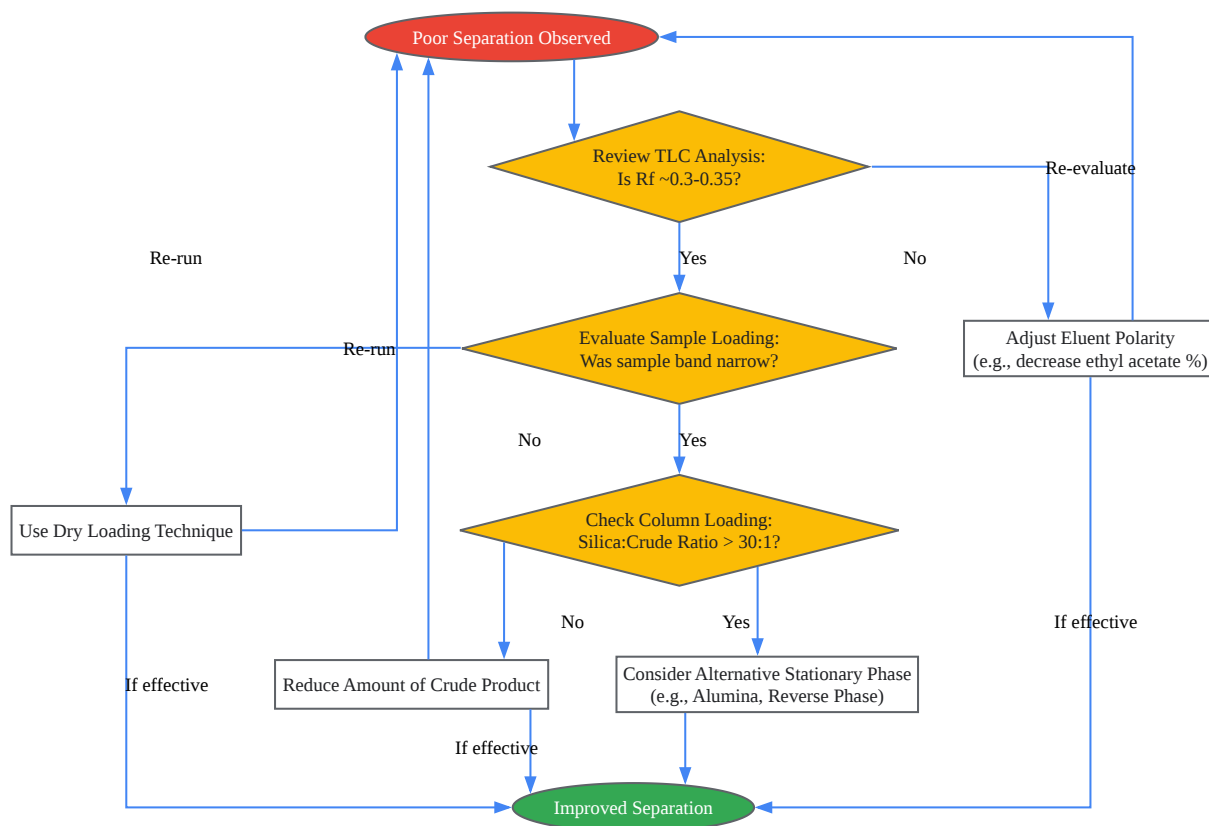 Poor Separation Observed
Review TLC Analysis:
Is Rf ~0.3-0.35?
Re-evaluate
Re-run
Yes
No
Evaluate Sample Loading:
Was sample band narrow?
Re-run
Adjust Eluent Polarity
(e.g., decrease ethyl acetate %)
No
Yes
Use Dry Loading Technique
Check Column Loading:
Silica:Crude Ratio > 30:1?
No
Yes
If effective
If effective
Reduce Amount of Crude Product
Consider Alternative Stationary Phase
(e.g., Alumina, Reverse Phase)
If effective
Improved Separation